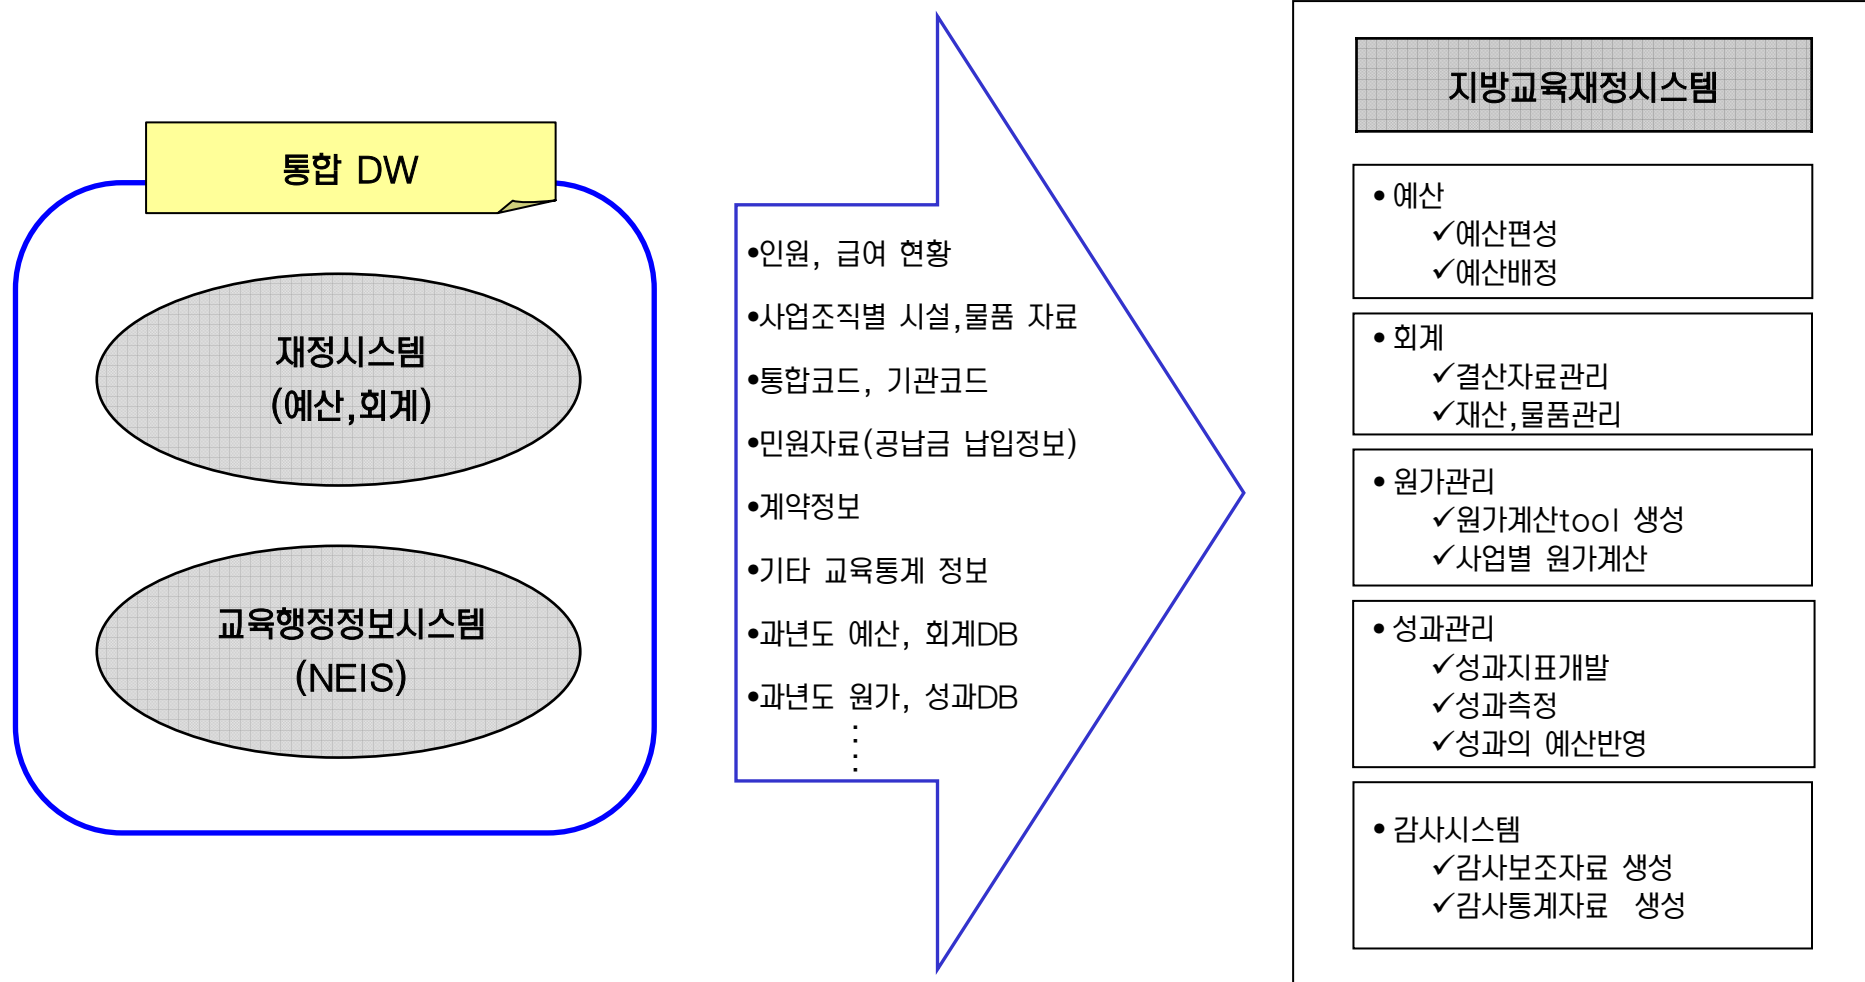 통합 DW
재정시스템
(예산,회계)
교육행정정보시스템
(NEIS)
•인원, 급여 현황
•사업조직별 시설,물품 자료
•통합코드, 기관코드
•민원자료(공납금 납입정보)
•계약정보
•기타 교육통계 정보
•과년도 예산, 회계DB
•과년도 원가, 성과DB
지방교육재정시스템
• 예산
✓예산편성
✓예산배정
• 회계
✓결산자료관리
✓재산,물품관리
• 원가관리
✓원가계산tool 생성
✓사업별 원가계산
• 성과관리
✓성과지표개발
✓성과측정
✓성과의 예산반영
• 감사시스템
✓감사보조자료 생성
✓감사통계자료 생성